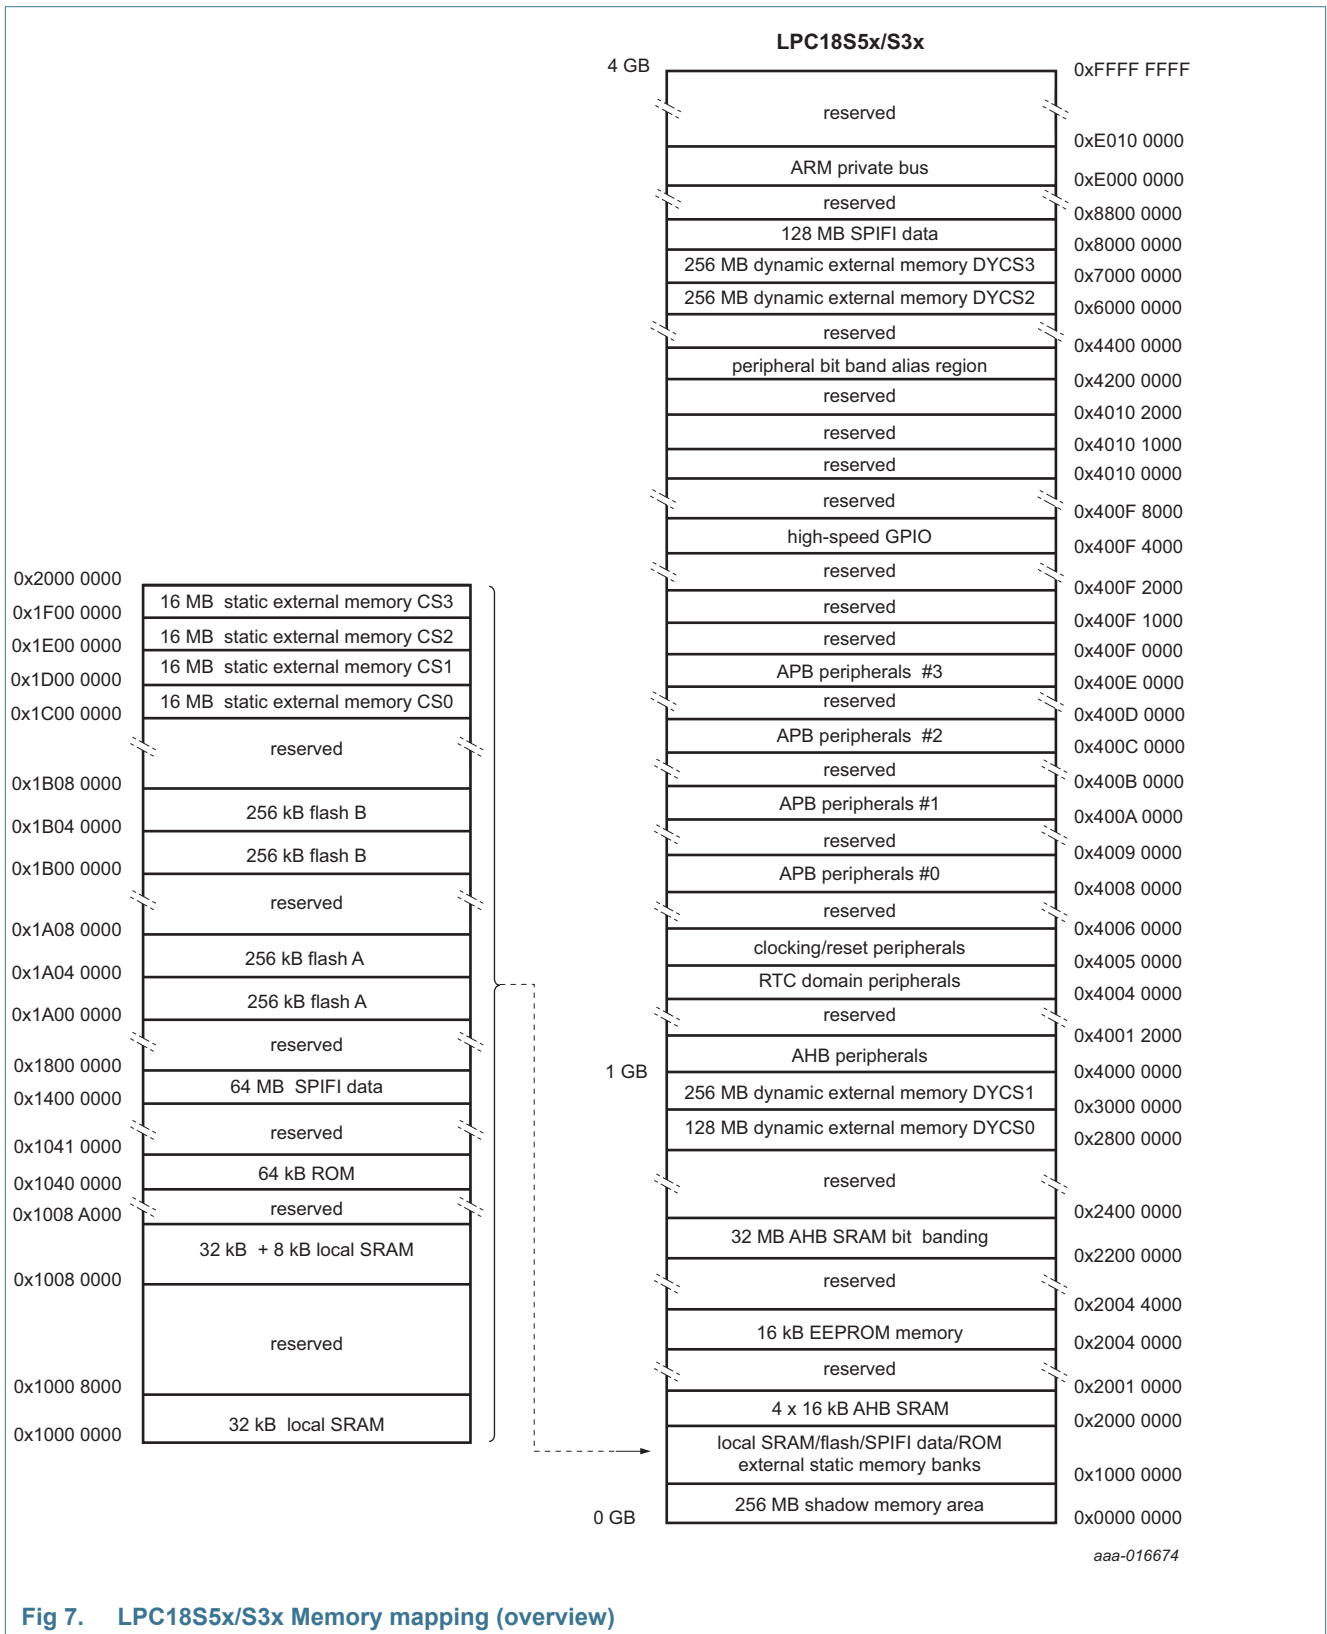 LPC18S5x/S3x
4 GB
0xFFFF FFFF
reserved
0xE010 0000
ARM private bus
0xE000 0000
reserved
0x8800 0000
128 MB SPIFI data
0x8000 0000
256 MB dynamic external memory DYCS3
0x7000 0000
256 MB dynamic external memory DYCS2
0x6000 0000
reserved
0x4400 0000
peripheral bit band alias region
0x4200 0000
reserved
0x4010 2000
reserved
0x4010 1000
reserved
0x4010 0000
reserved
0x400F 8000
high-speed GPIO
0x400F 4000
reserved
0x400F 2000
reserved
0x400F 1000
reserved
0x400F 0000
APB peripherals #3
0x400E 0000
reserved
0x400D 0000
APB peripherals #2
0x400C 0000
reserved
0x400B 0000
APB peripherals #1
0x400A 0000
reserved
0x4009 0000
APB peripherals #0
0x4008 0000
reserved
0x4006 0000
clocking/reset peripherals
0x4005 0000
RTC domain peripherals
0x4004 0000
reserved
0x4001 2000
AHB peripherals
1 GB
0x4000 0000
256 MB dynamic external memory DYCS1
0x3000 0000
128 MB dynamic external memory DYCS0
0x2800 0000
reserved
0x2400 0000
32 MB AHB SRAM bit banding
0x2200 0000
reserved
0x2004 4000
16 kB EEPROM memory
0x2004 0000
reserved
0x2001 0000
4 x 16 kB AHB SRAM
0x2000 0000
local SRAM/flash/SPIFI data/ROM
external static memory banks
0x1000 0000
256 MB shadow memory area
0 GB
0x0000 0000
0x2000 0000
16 MB static external memory CS3
0x1F00 0000
16 MB static external memory CS2
0x1E00 0000
16 MB static external memory CS1
0x1D00 0000
16 MB static external memory CS0
0x1C00 0000
reserved
0x1B08 0000
256 kB flash B
0x1B04 0000
256 kB flash B
0x1B00 0000
reserved
0x1A08 0000
256 kB flash A
0x1A04 0000
256 kB flash A
0x1A00 0000
reserved
0x1800 0000
64 MB SPIFI data
0x1400 0000
reserved
0x1041 0000
64 kB ROM
0x1040 0000
reserved
0x1008 A000
32 kB + 8 kB local SRAM
0x1008 0000
reserved
0x1000 8000
32 kB local SRAM
0x1000 0000
aaa-016674
Fig 7. LPC18S5x/S3x Memory mapping (overview)